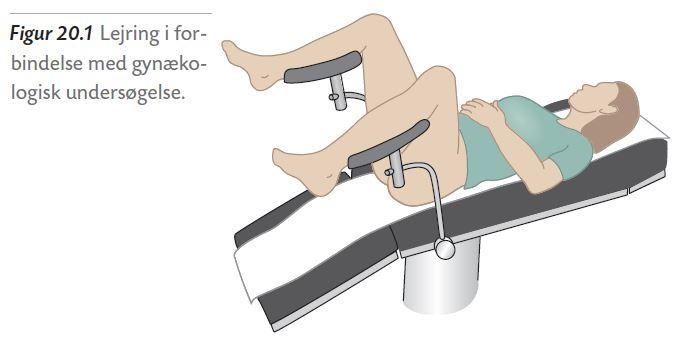 Figur 20.1 Lejring i for-
bindelse med gynæko-
logisk undersøgelse.